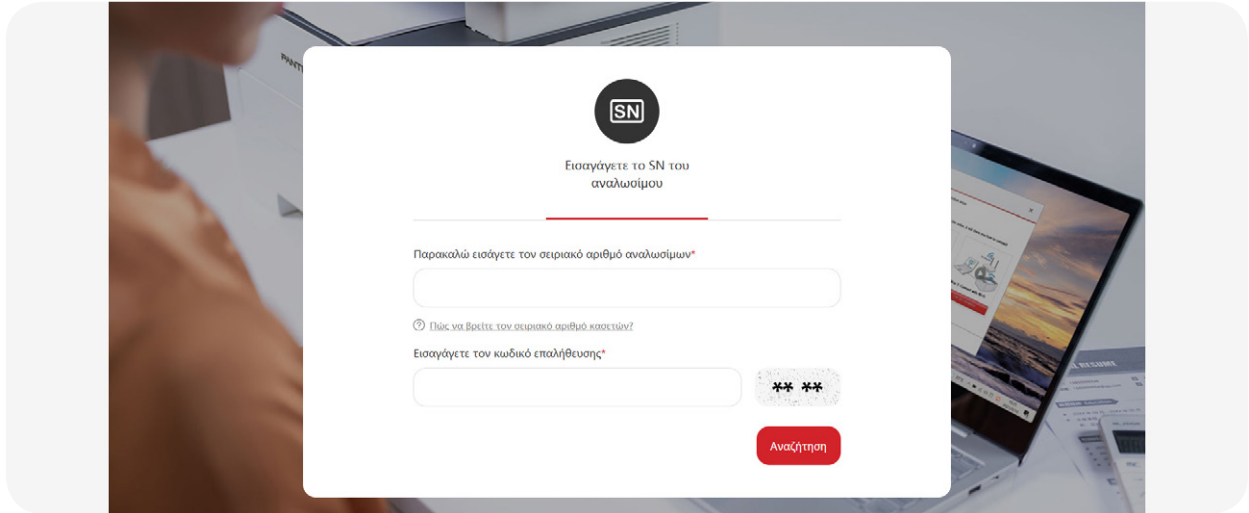 SN
Εισαγάγετε το SN του
αναλωσίμου
Παρακαλώ εισάγετε τον σειριακό αριθμό αναλωσίμων*
Πώς να βρείτε τον σειριακό αριθμό κασετών?
Εισαγάγετε τον κωδικό επαλήθευσης*
** **
Αναζήτηση
RESUME